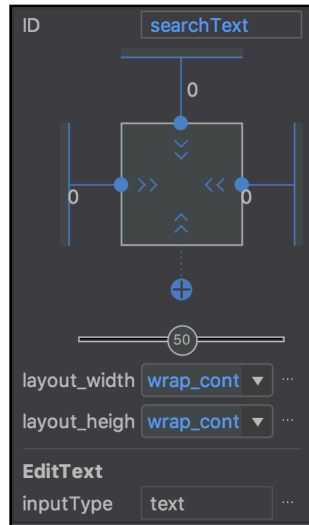 ID searchText
0
0 0
50
layout_width wrap_cont ...
layout_heigh wrap_cont ...
EditText
inputType text